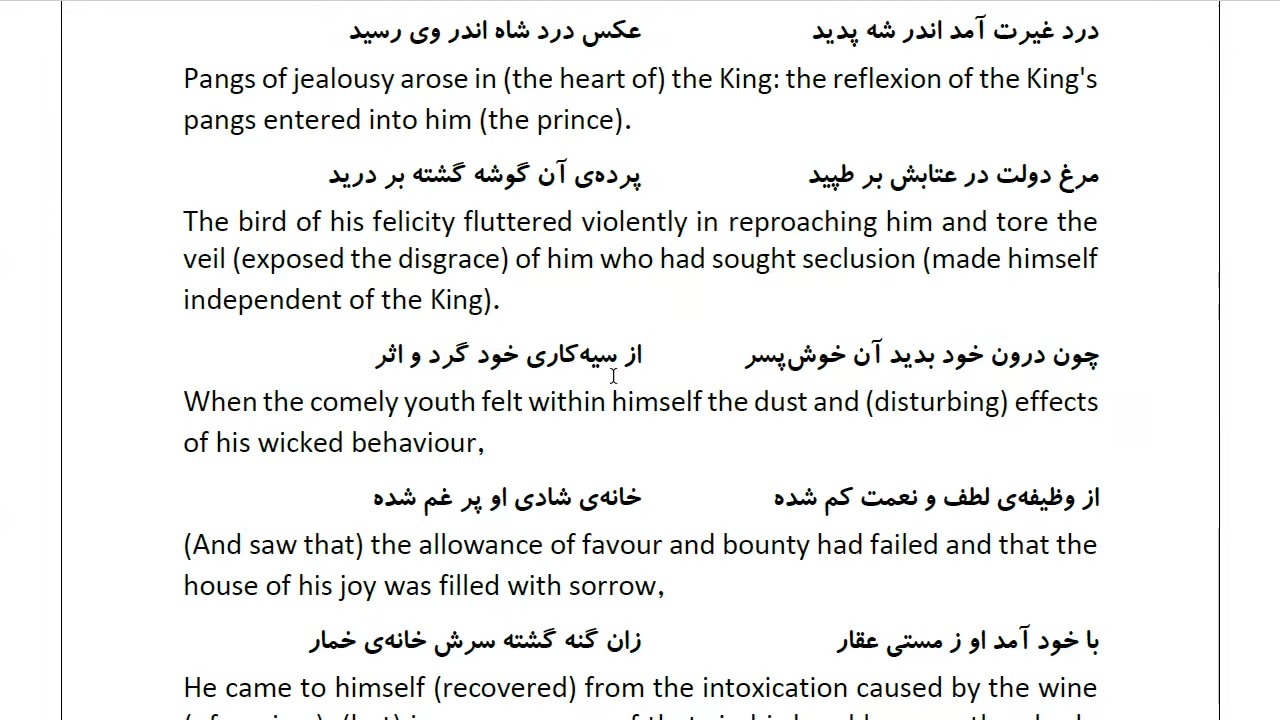 درد غیرت آمد اندر شه پدید عکس درد شاه اندر وی رسید
Pangs of jealousy arose in (the heart of) the King: the reflexion of the King's
pangs entered into him (the prince).
مرغ دولت در عتابش بر طپید پرده‌ی آن گوشه گشته بر درید
The bird of his felicity fluttered violently in reproaching him and tore the
veil (exposed the disgrace) of him who had sought seclusion (made himself
independent of the King).
چون درون خود بدید آن خوش‌پسر از سیه‌کاری خود گرد و اثر
When the comely youth felt within himself the dust and (disturbing) effects
of his wicked behaviour,
از وظیفه‌ی لطف و نعمت کم شده خانه‌ی شادی او پر غم شده
(And saw that) the allowance of favour and bounty had failed and that the
house of his joy was filled with sorrow,
با خود آمد او ز مستی عقار زان گنه گشته سرش خانه‌ی خمار
He came to himself (recovered) from the intoxication caused by the wine